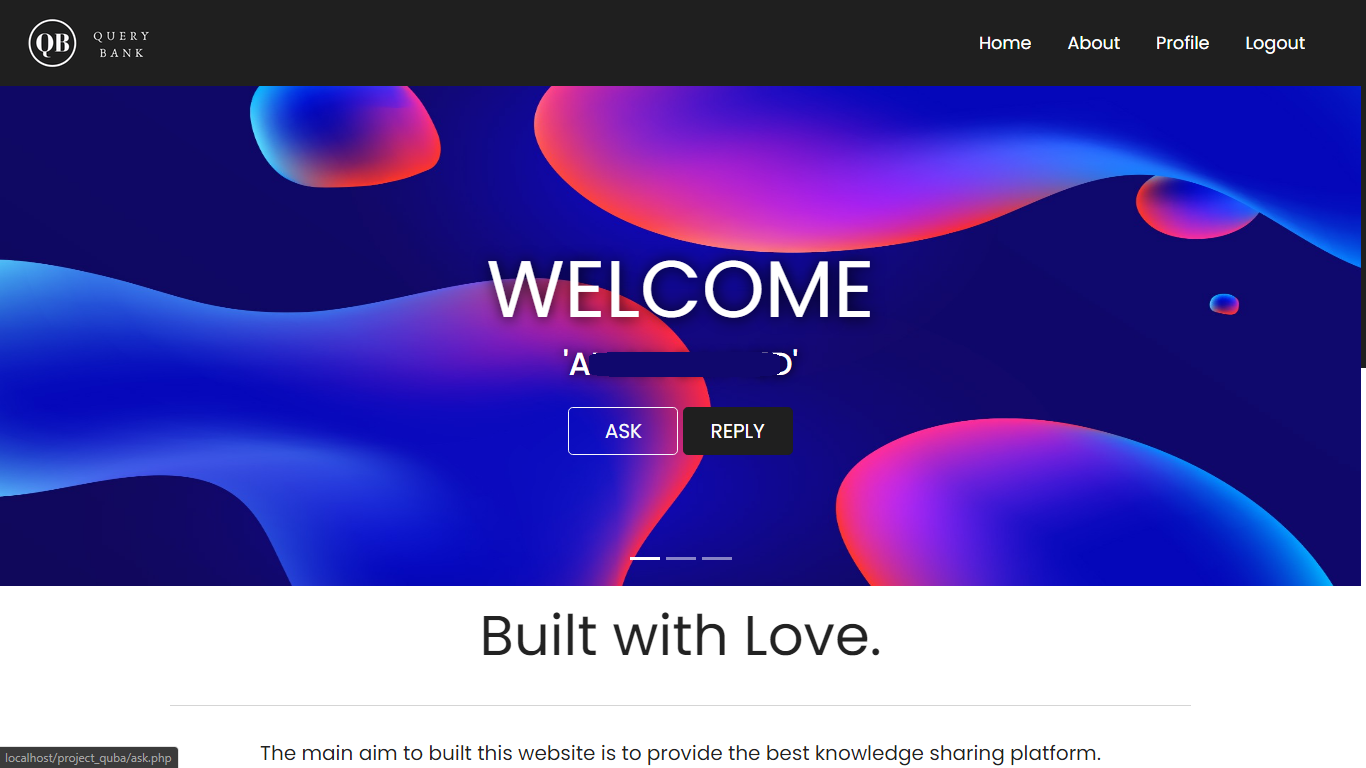 QB
QUERY
BANK
Home About Profile Logout
WELCOME
ASK REPLY
Built with Love.
The main aim to built this website is to provide the best knowledge sharing platform.
localhost/project_quba/ask.php